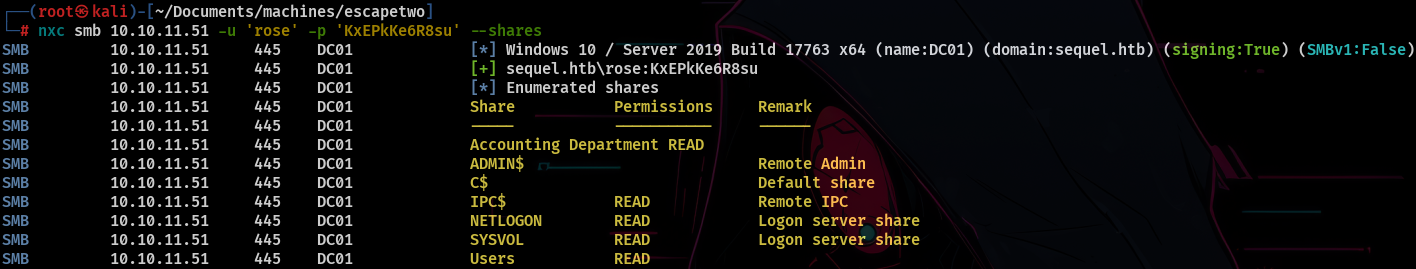 ┌──(root㉿kali)-[~/Documents/machines/escapetwo]
└─# nxc smb 10.10.11.51 -u 'rose' -p 'KxEPkKe6R8su' --shares
SMB 10.10.11.51 445 DC01 [*] Windows 10 / Server 2019 Build 17763 x64 (name:DC01) (domain:sequel.htb) (signing:True) (SMBv1:False)
SMB 10.10.11.51 445 DC01 [+] sequel.htb\rose:KxEPkKe6R8su
SMB 10.10.11.51 445 DC01 [*] Enumerated shares
SMB 10.10.11.51 445 DC01 Share Permissions Remark
SMB 10.10.11.51 445 DC01 ----- ----------- ------
SMB 10.10.11.51 445 DC01 Accounting Department READ
SMB 10.10.11.51 445 DC01 ADMIN$ Remote Admin
SMB 10.10.11.51 445 DC01 C$ Default share
SMB 10.10.11.51 445 DC01 IPC$ READ Remote IPC
SMB 10.10.11.51 445 DC01 NETLOGON READ Logon server share
SMB 10.10.11.51 445 DC01 SYSVOL READ Logon server share
SMB 10.10.11.51 445 DC01 Users READ